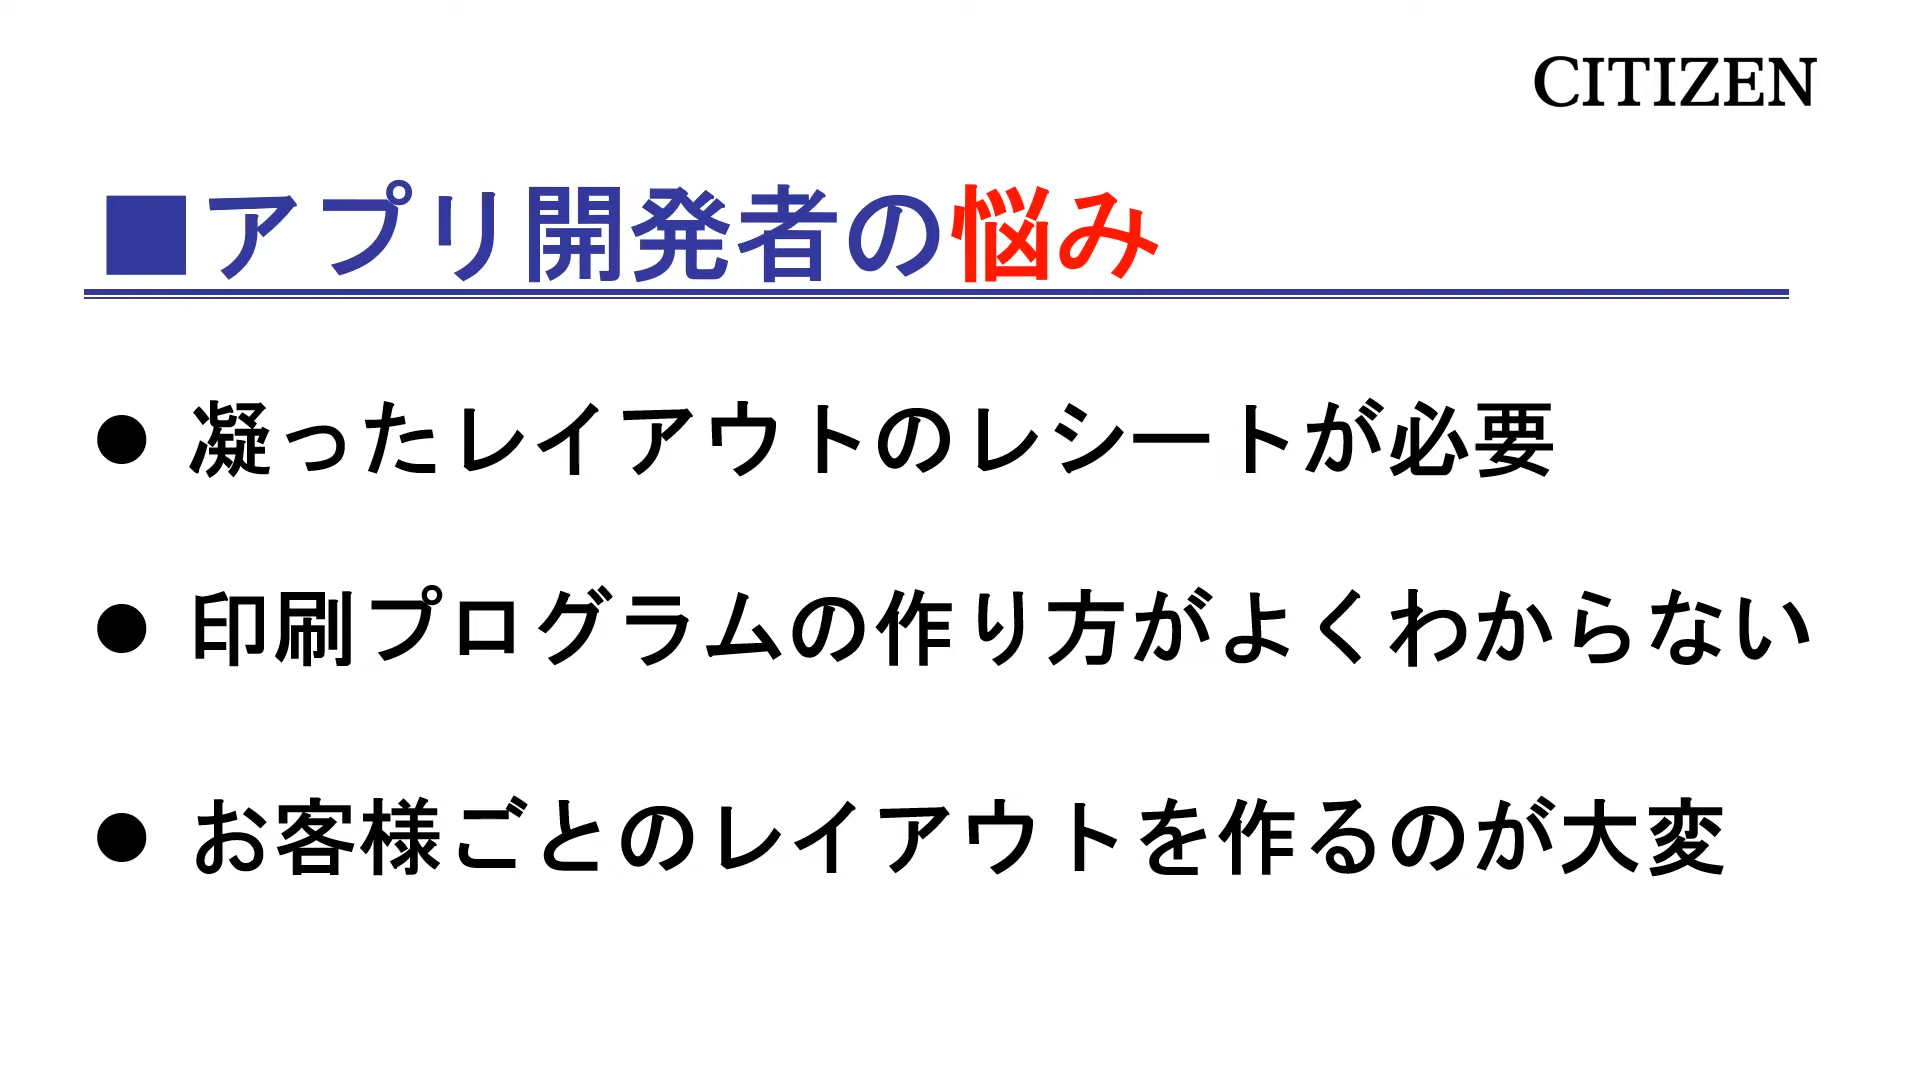 CITIZEN
■アプリ開発者の悩み
● 凝ったレイアウトのレシートが必要
● 印刷プログラムの作り方がよくわからない
● お客様ごとのレイアウトを作るのが大変